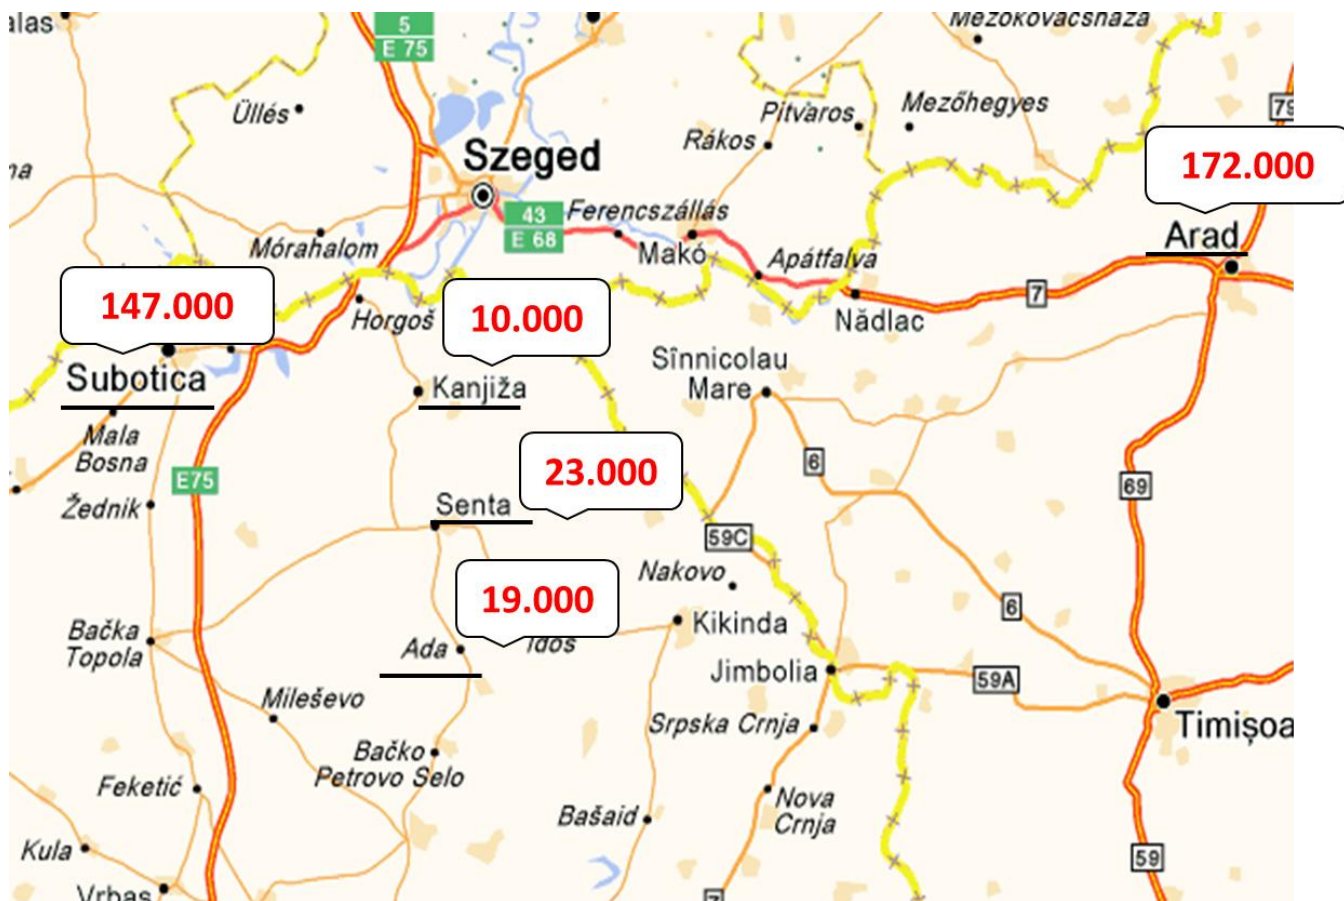 alas
5
E 75
Mezőkovácsháza
79
Üllés
Pitvaros
Mezőhegyes
Rákos
Szeged
172.000
43
E 68
Ferencszállás
Arad
Mórahalom
Makó
Apátfalva
147.000
10.000
7
Horgoš
Nădlac
Subotica
Kanjiža
Sînnicolau
Mare
Mala
Bosna
6
E75
23.000
69
Žednik
Senta
59C
Nakovo
19.000
6
Bačka
Topola
Ada
Idos
Kikinda
Jimbolia
59A
Mileševo
Srpska Crnja
Timișoa
Bačko
Petrovo Selo
Feketić
Nova
Crnja
Bašaid
Kula
59
Vrbas
7